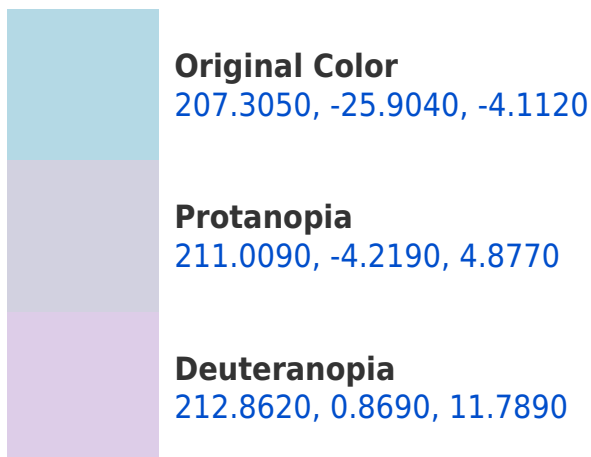 Original Color
207.3050, -25.9040, -4.1120
Protanopia
211.0090, -4.2190, 4.8770
Deuteranopia
212.8620, 0.8690, 11.7890